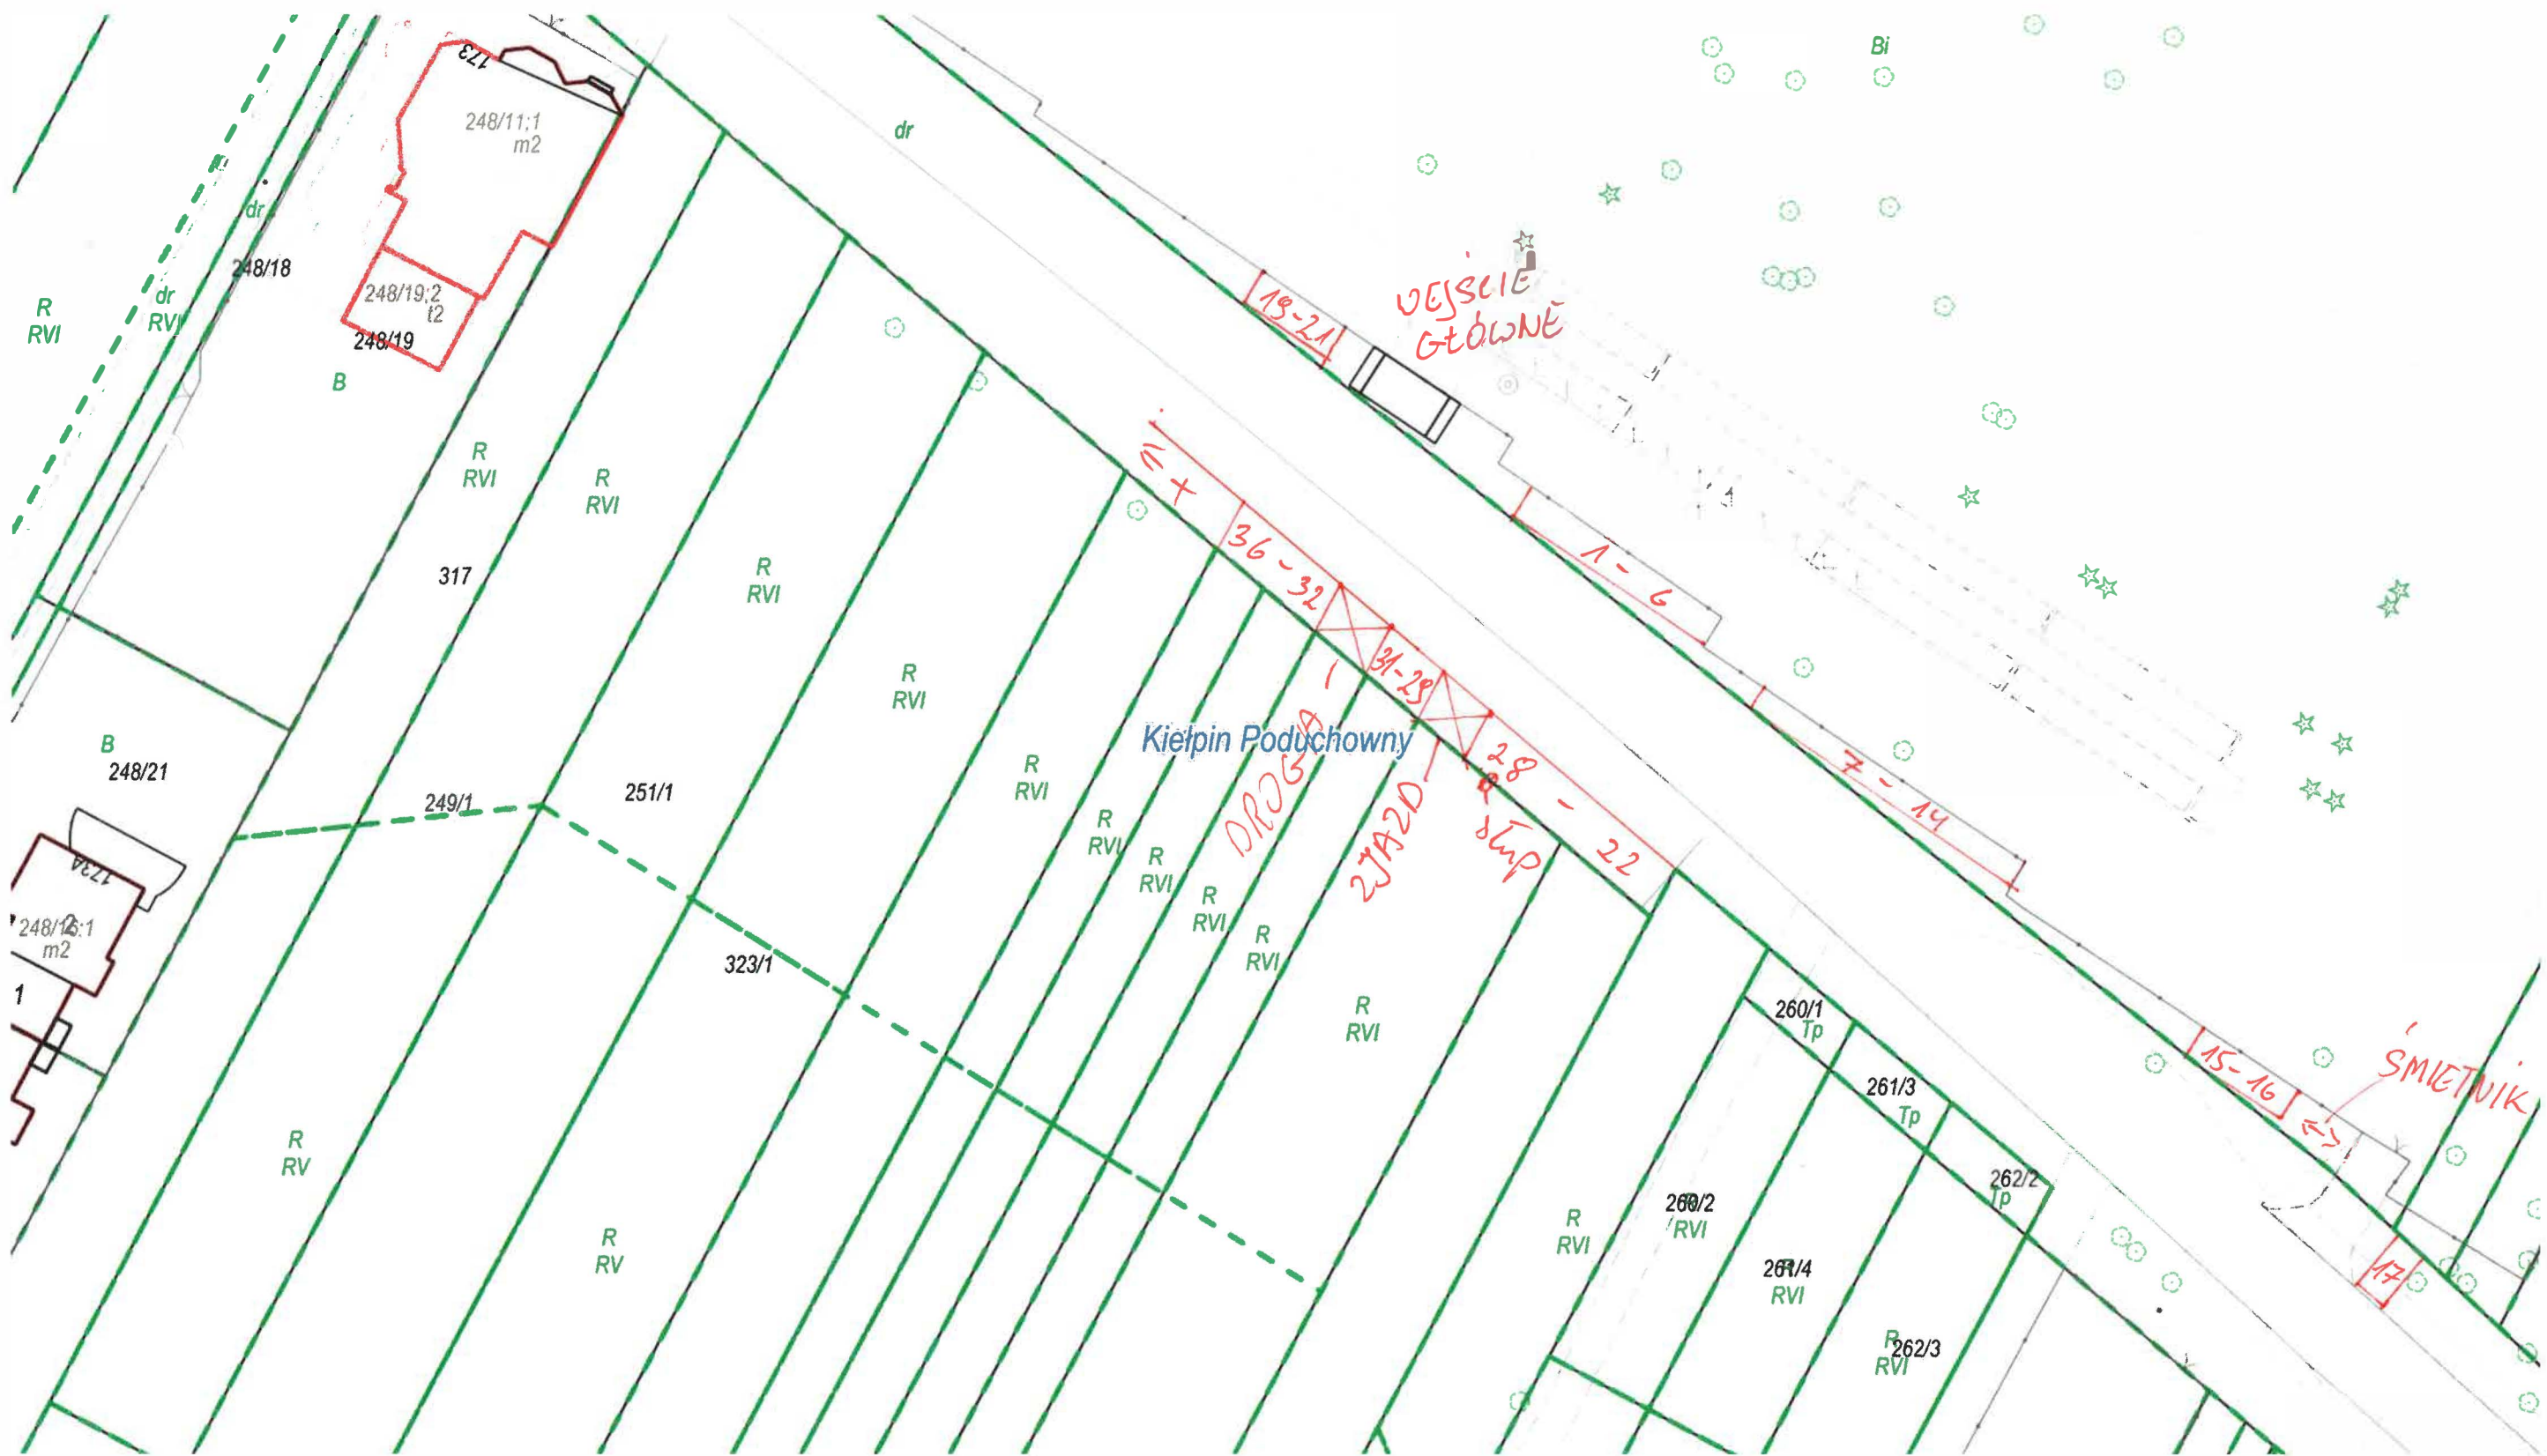 173
248/11;1
m2
dr
Bi
dr
248/18
dr
RVI
R
RVI
248/19;2
t2
248/19
B
19-21
WEJŚCIE
GŁÓWNE
R
RVI
R
RVI
317
R
RVI
R
RVI
36 - 32
31-29
28 - 22
1 - 6
7 - 14
Kiełpin Poduchowny
DROGA
ZJAZD
słup
B
248/21
249/1
251/1
R
RVI
R
RVI
R
RVI
R
RVI
R
RVI
173A
m2
1
323/1
R
RVI
260/1
Tp
261/3
Tp
262/2
Tp
15-16
ŚMIETNIK
<->
17
R
RV
R
RV
R
RVI
260/2
RVI
261/4
RVI
R
RVI
262/3